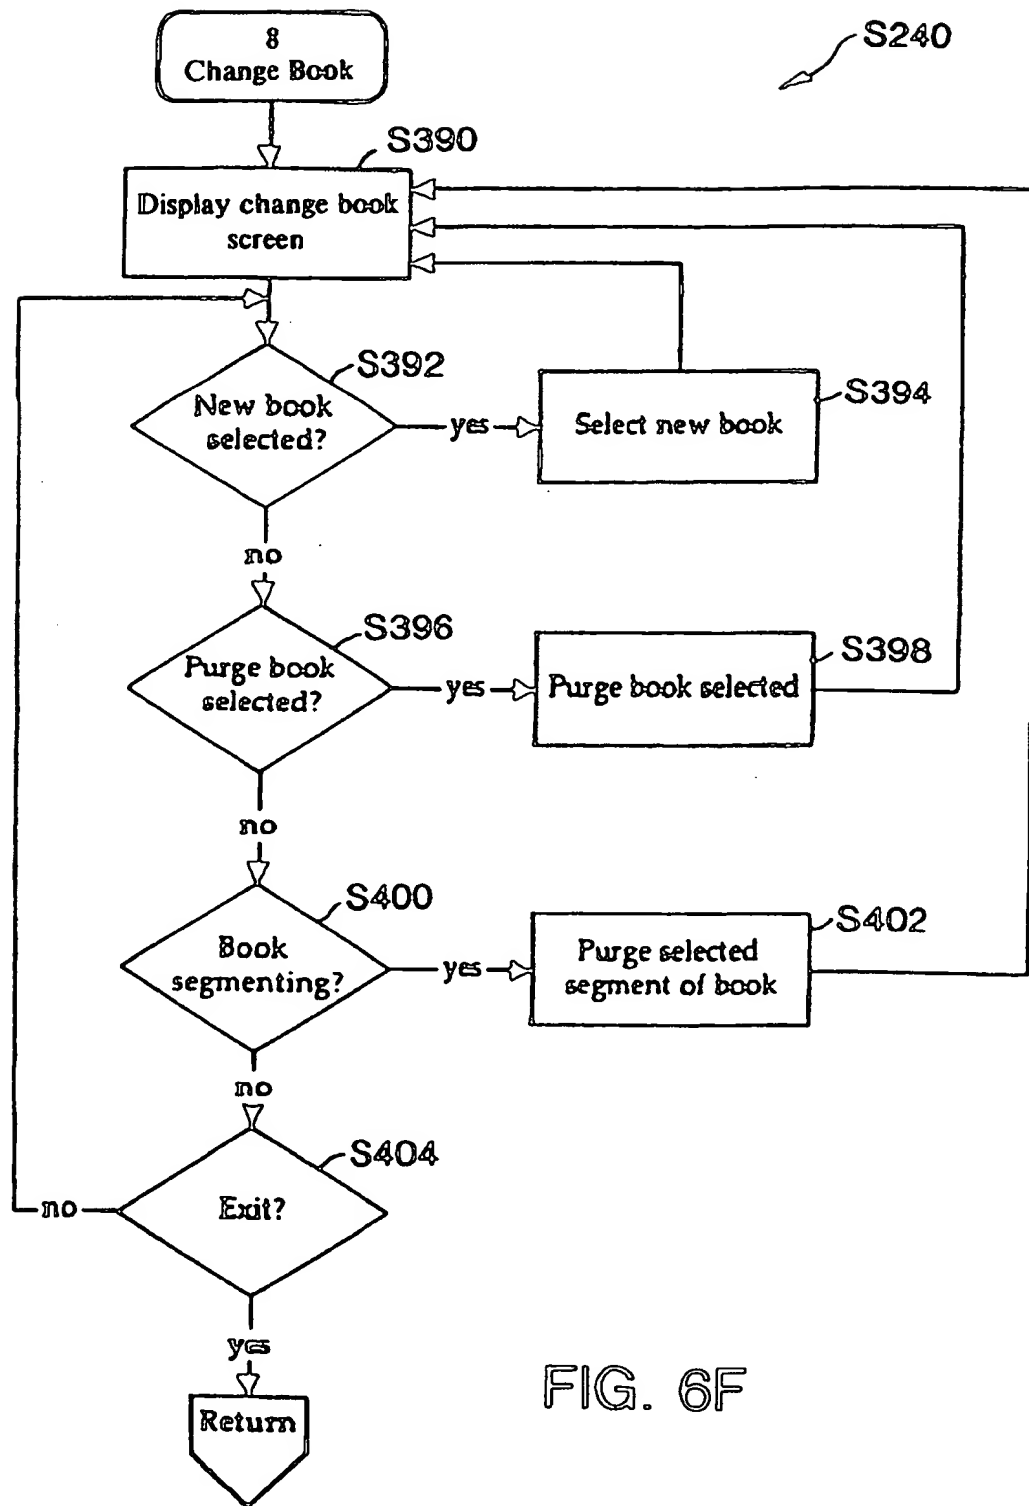 8
Change Book
S240
S390
Display change book
screen
S392
New book
selected?
yes
S394
Select new book
no
S396
Purge book
selected?
yes
S398
Purge book selected
no
S400
Book
segmenting?
yes
S402
Purge selected
segment of book
no
S404
Exit?
no
yes
Return
FIG. 6F